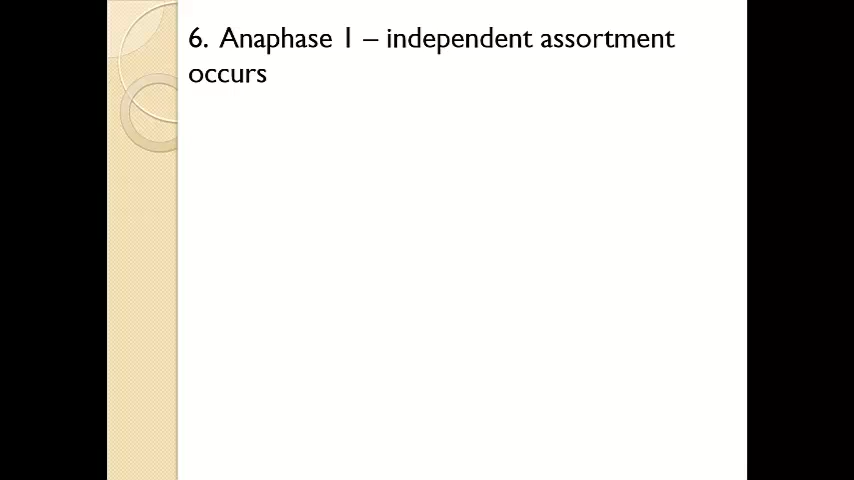 6. Anaphase 1 – independent assortment
occurs